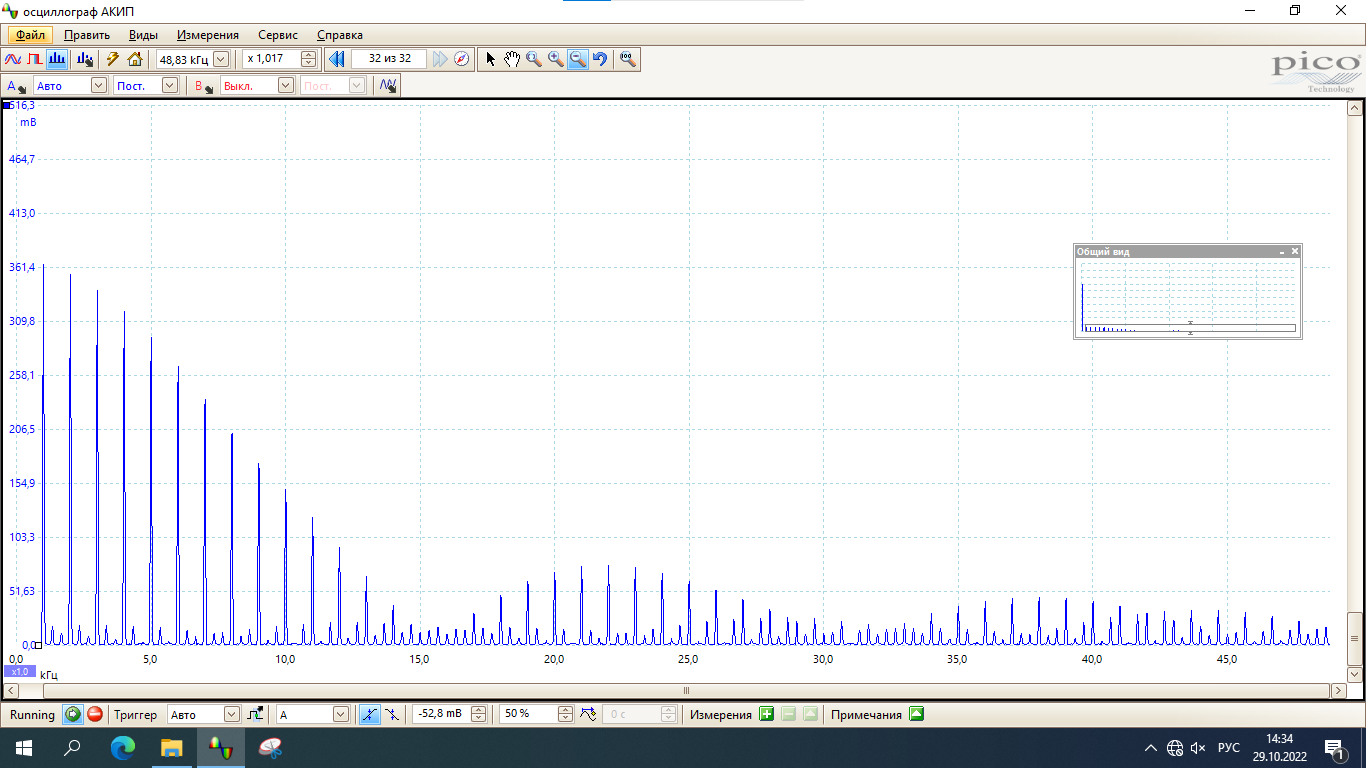 осциллограф АКИП
Файл Править Виды Измерения Сервис Справка
48,83 кГц x 1,017 32 из 32
pico
Technology
A Авто Пост. B Выкл. Пост.
516,3
mB
464,7
413,0
361,4
309,8
258,1
206,5
154,9
103,3
51,63
0,0
Общий вид
0,0 5,0 10,0 15,0 20,0 25,0 30,0 35,0 40,0 45,0
x1,0 кГц
Running Триггер Авто A -52,8 mB 50 % 0 с Измерения Примечания
РУС
14:34
29.10.2022
1